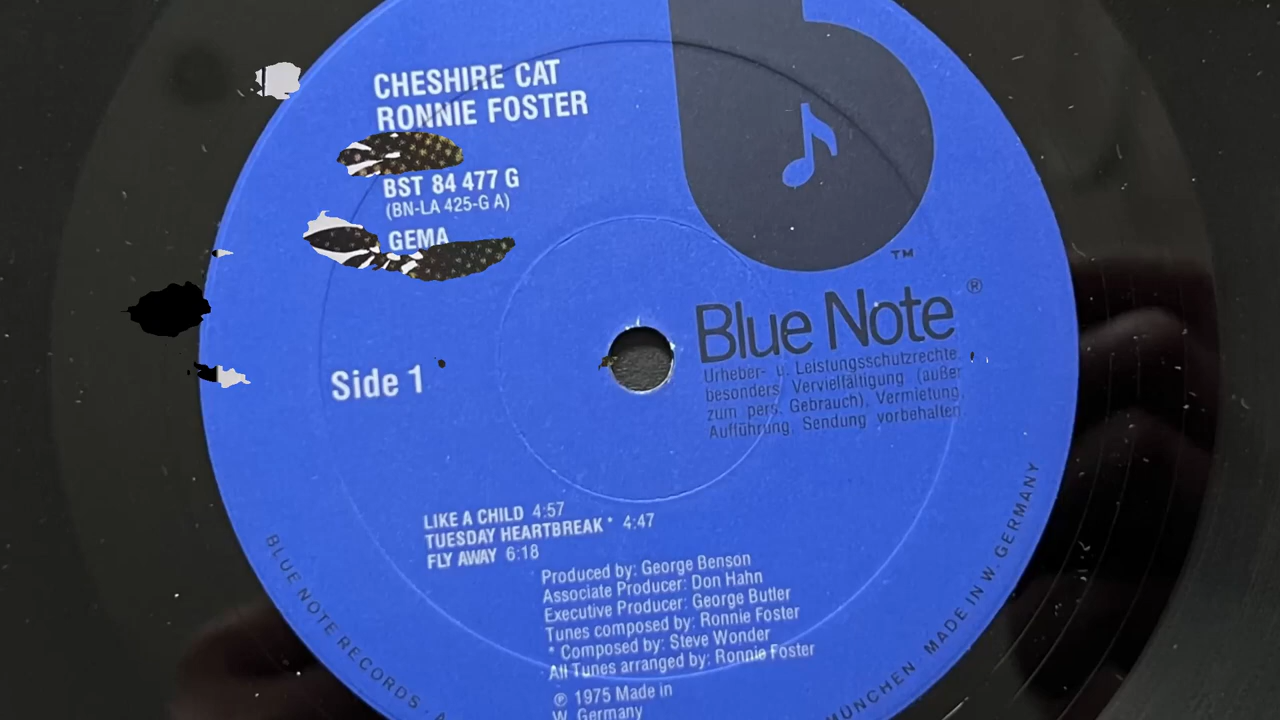 CHESHIRE CAT
RONNIE FOSTER
BST 84 477 G
(BN-LA 425-G A)
GEMA
TM
Blue Note ®
Urheber- u. Leistungsschutzrechte,
besonders Vervielfältigung (außer
zum pers. Gebrauch), Vermietung,
Aufführung, Sendung vorbehalten.
Side 1
LIKE A CHILD 4:57
TUESDAY HEARTBREAK * 4:47
FLY AWAY 6:18
Produced by: George Benson
Associate Producer: Don Hahn
Executive Producer: George Butler
Tunes composed by: Ronnie Foster
* Composed by: Steve Wonder
All Tunes arranged by: Ronnie Foster
℗ 1975 Made in
W. Germany
BLUE NOTE RECORDS .
MÜNCHEN MADE IN W. GERMANY